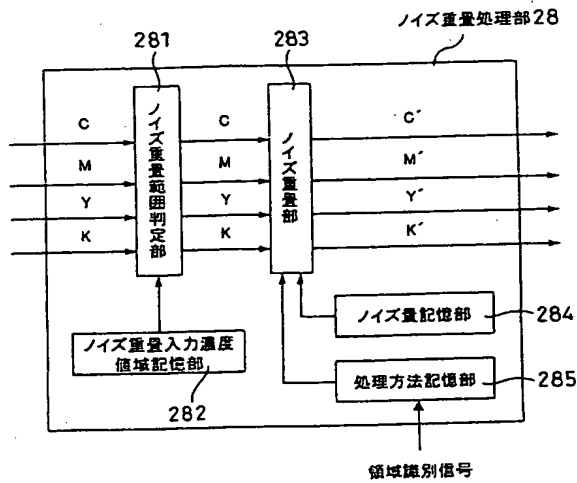 ノイズ重畳処理部28
281
283
C
M
Y
K
ノイズ重畳範囲判定部
C
M
Y
K
ノイズ重畳部
C´
M´
Y´
K´
ノイズ重畳入力濃度
値域記憶部
282
ノイズ量記憶部
284
処理方法記憶部
285
領域識別信号